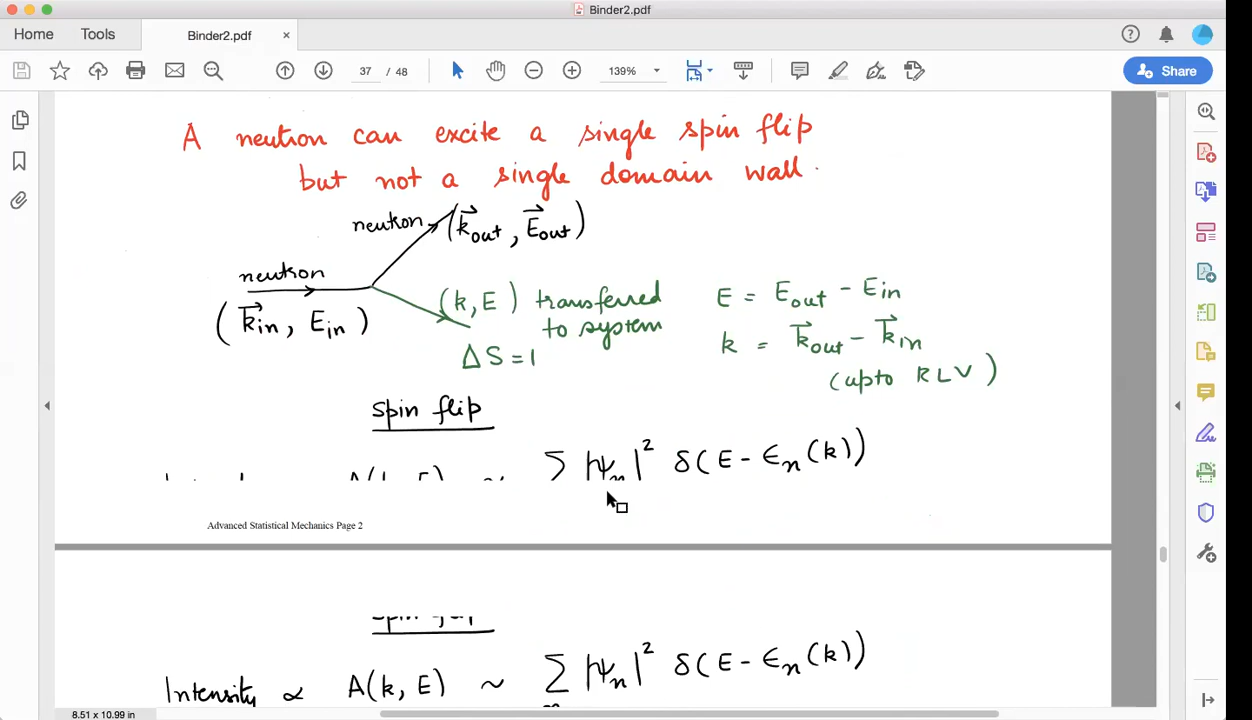 Binder2.pdf
Home Tools Binder2.pdf ×
37 / 48 139% Share
A neutron can excite a single spin flip
but not a single domain wall.
neutron (k⃗out, E⃗out)
neutron
(k⃗in, Ein)
(k, E) transferred
to system
ΔS = 1
E = Eout - Ein
k = k⃗out - k⃗in
(upto RLV)
spin flip
Σ |ψn|² δ(E - ϵn(k))
Advanced Statistical Mechanics Page 2
Intensity ∝ A(k, E) ~ Σ |ψn|² δ(E - ϵn(k))
8.51 x 10.99 in